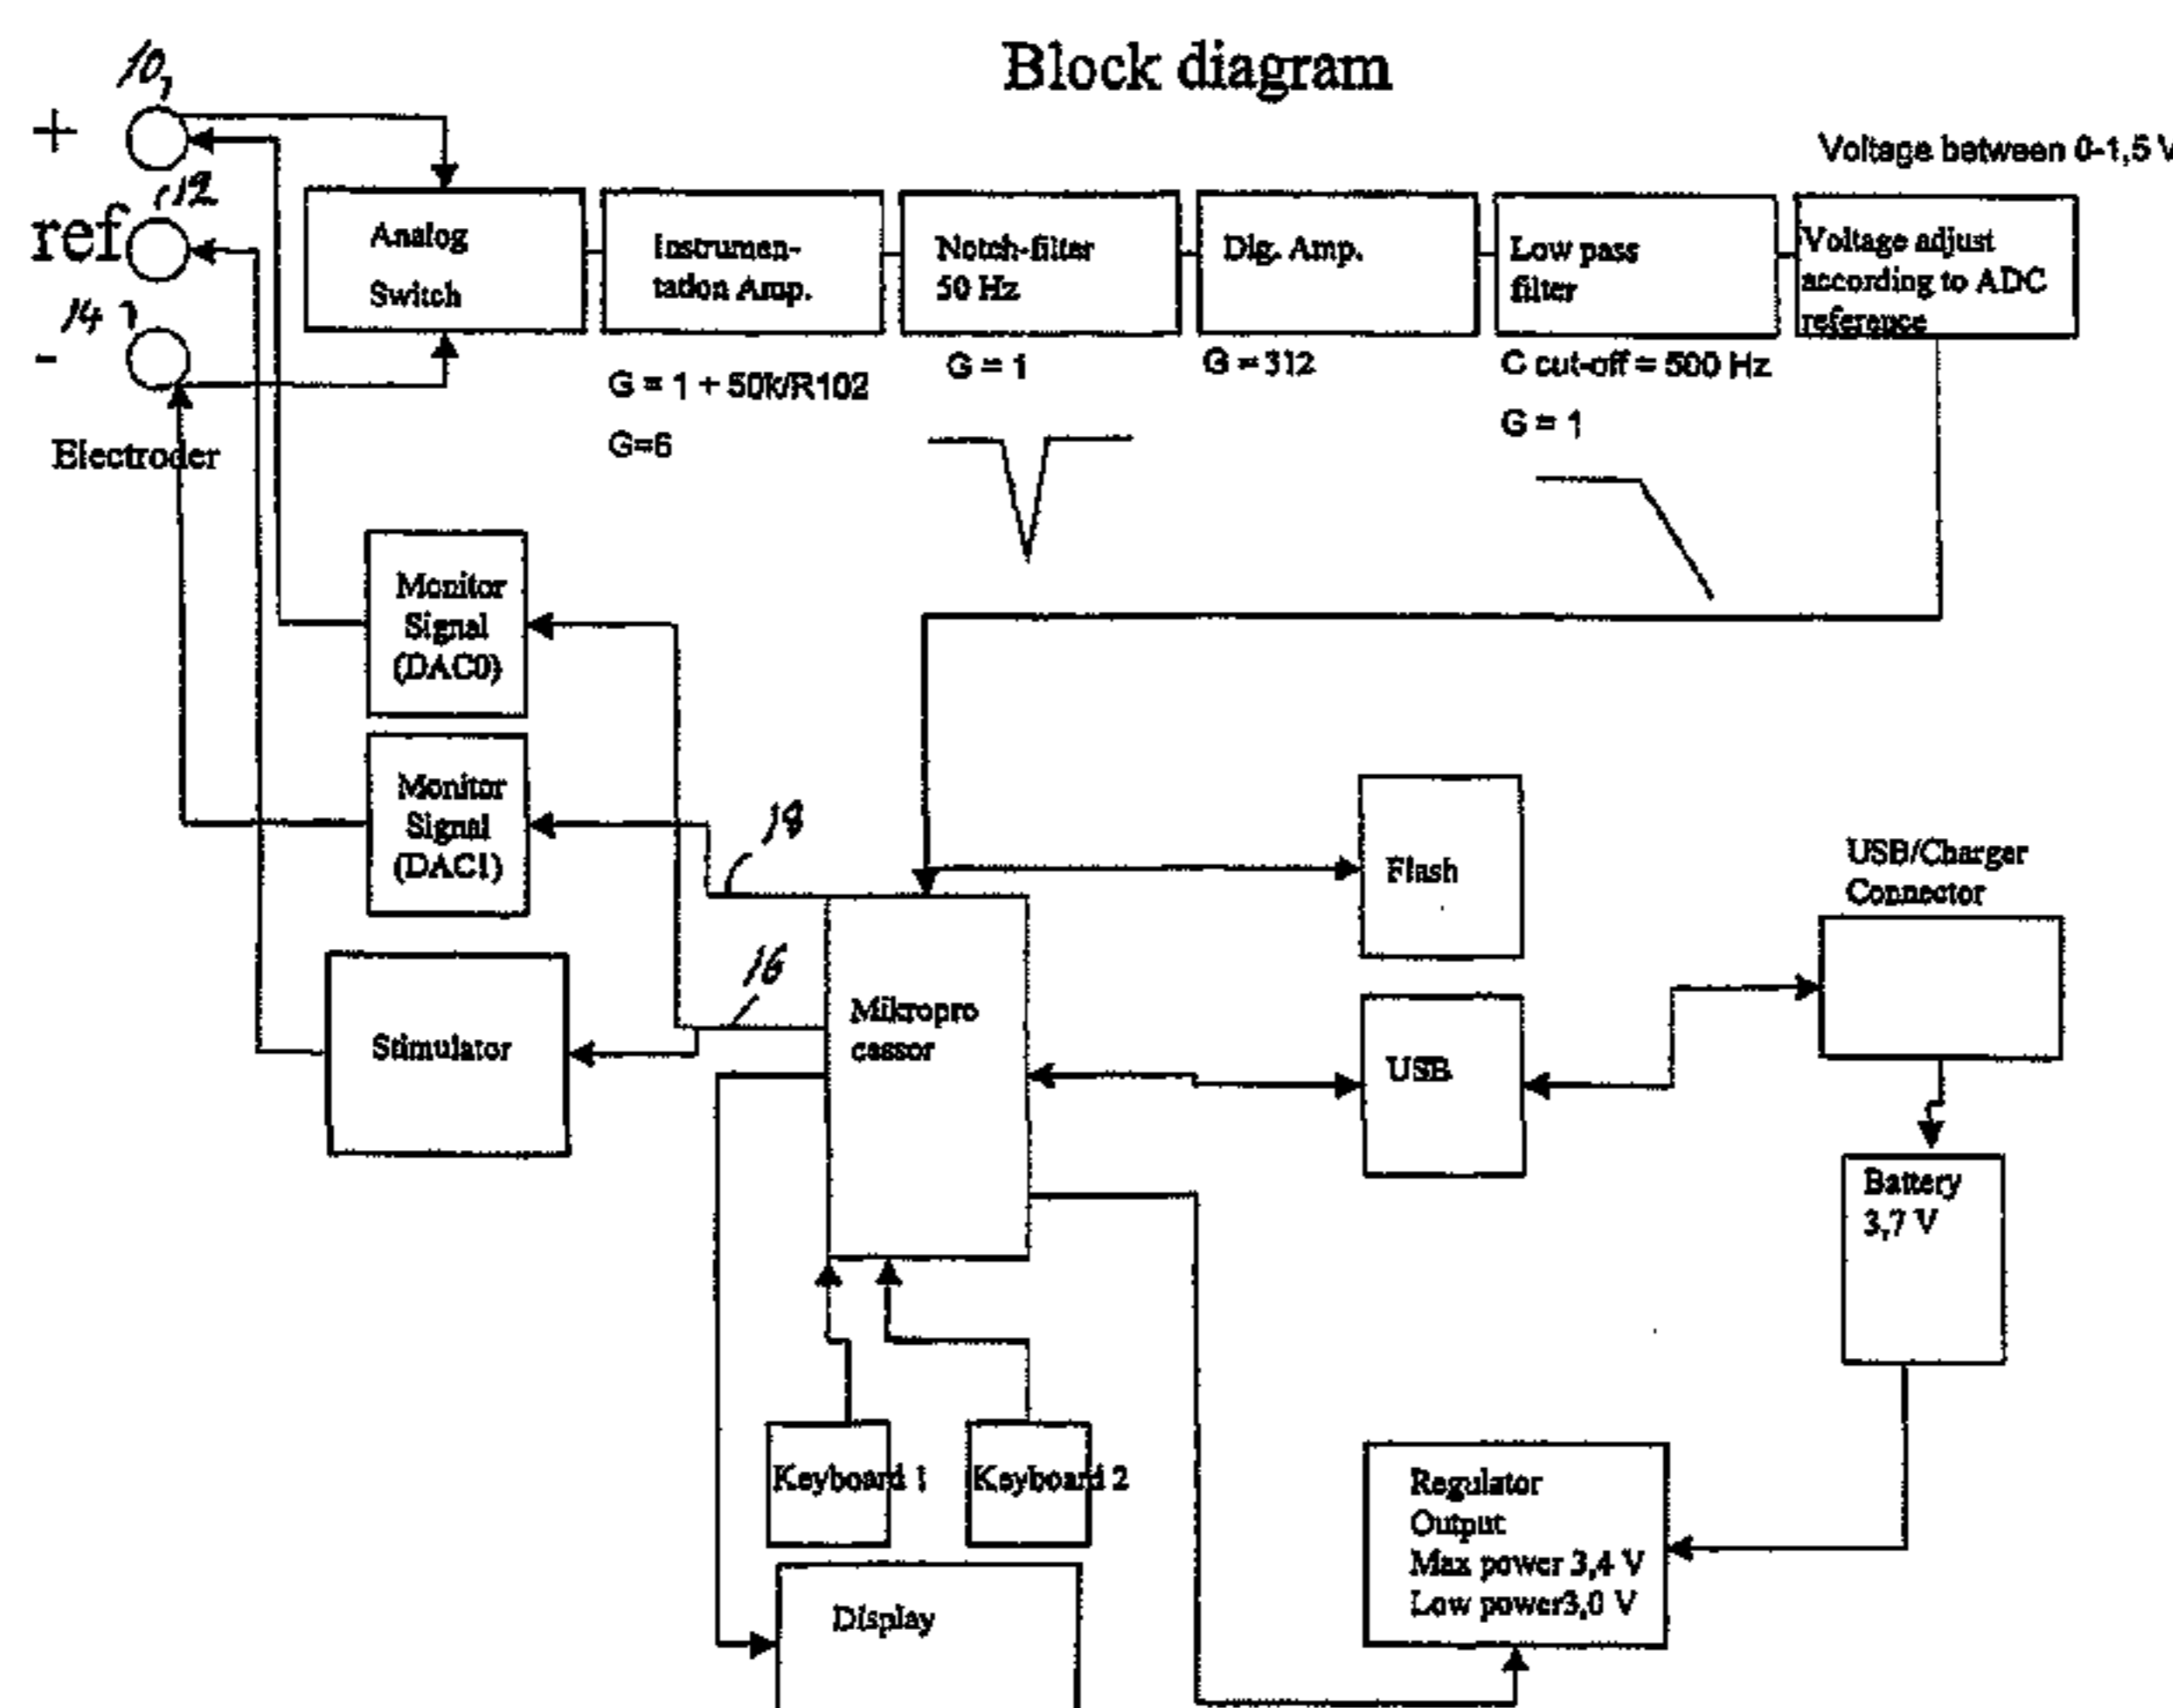 Block diagram
10
+
12
ref
14
-
Electroder
Voltage between 0-1,5 V
Analog
Switch
Instrumen-
tation Amp.
Notch-filter
50 Hz
Dig. Amp.
Low pass
filter
Voltage adjust
according to ADC
reference
G = 1 + 50k/R102
G=6
G = 1
G = 312
C cut-off = 500 Hz
G = 1
Monitor
Signal
(DAC0)
Monitor
Signal
(DAC1)
18
16
Stimulator
Mikropro
cessor
Flash
USB
USB/Charger
Connector
Battery
3,7 V
Keyboard 1
Keyboard 2
Display
Regulator
Output
Max power 3,4 V
Low power3,0 V